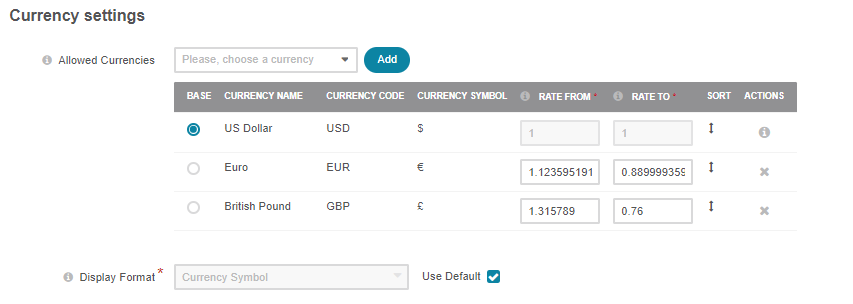 Currency settings
Allowed Currencies Please, choose a currency Add
BASE CURRENCY NAME CURRENCY CODE CURRENCY SYMBOL RATE FROM * RATE TO * SORT ACTIONS
US Dollar USD $ 1 1
Euro EUR € 1.123595191 0.889999359
British Pound GBP £ 1.315789 0.76
Display Format * Currency Symbol Use Default